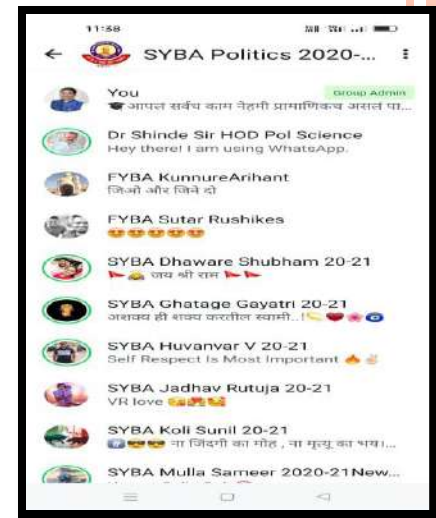 11:38
SYBA Politics 2020-...
You
Group Admin
🎓 आपलं सर्वच काम नेहमी प्रामाणिकच असलं पा...
Dr Shinde Sir HOD Pol Science
Hey there! I am using WhatsApp.
FYBA KunnureArihant
जिओ और जिने दो
FYBA Sutar Rushikes
😍😍😍😍😍
SYBA Dhaware Shubham 20-21
🚩🙏 जय श्री राम 🚩🚩
SYBA Ghatage Gayatri 20-21
अशक्य ही शक्य करतील स्वामी..!
SYBA Huvanvar V 20-21
Self Respect Is Most Important 🔥✌
SYBA Jadhav Rutuja 20-21
VR love
SYBA Koli Sunil 20-21
ना जिंदगी का मोह , ना मृत्यू का भय।...
SYBA Mulla Sameer 2020-21New...